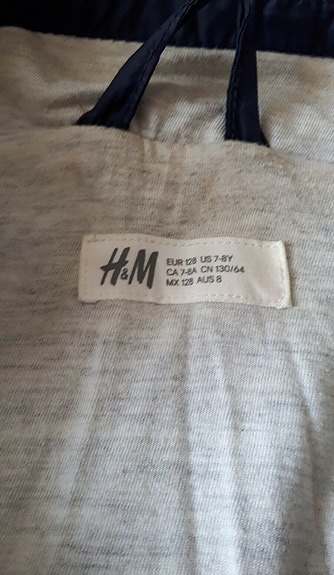 H&M
EUR 128 US 7-8Y
CA 7-8A CN 130/64
MX 128 AUS 8